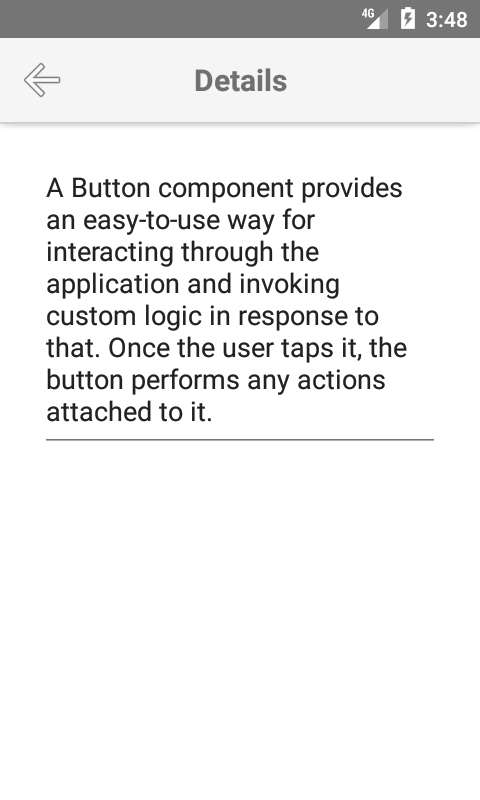 4G 3:48
Details
A Button component provides
an easy-to-use way for
interacting through the
application and invoking
custom logic in response to
that. Once the user taps it, the
button performs any actions
attached to it.